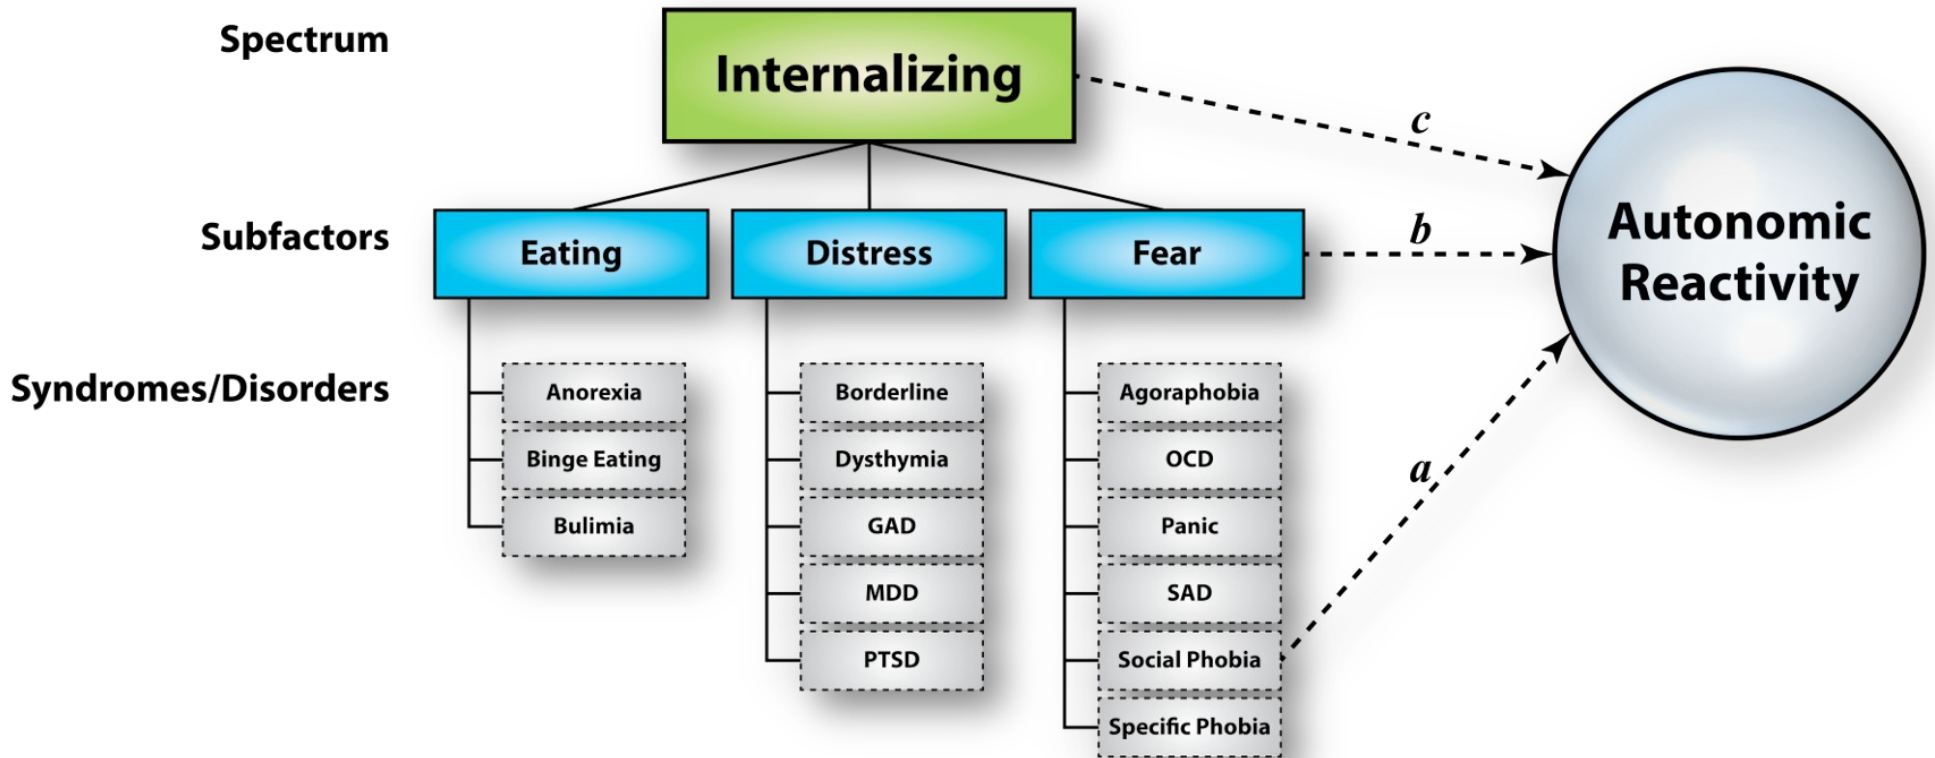 Spectrum
Internalizing
c
Autonomic
Reactivity
Subfactors
Eating
Distress
Fear
b
Syndromes/Disorders
Anorexia
Binge Eating
Bulimia
Borderline
Dysthymia
GAD
MDD
PTSD
Agoraphobia
OCD
Panic
SAD
Social Phobia
Specific Phobia
a